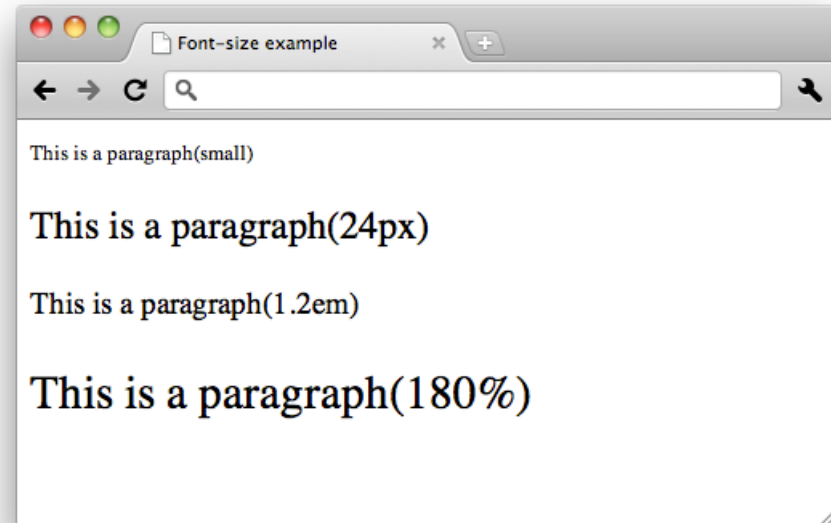 Font-size example
This is a paragraph(small)
This is a paragraph(24px)
This is a paragraph(1.2em)
This is a paragraph(180%)